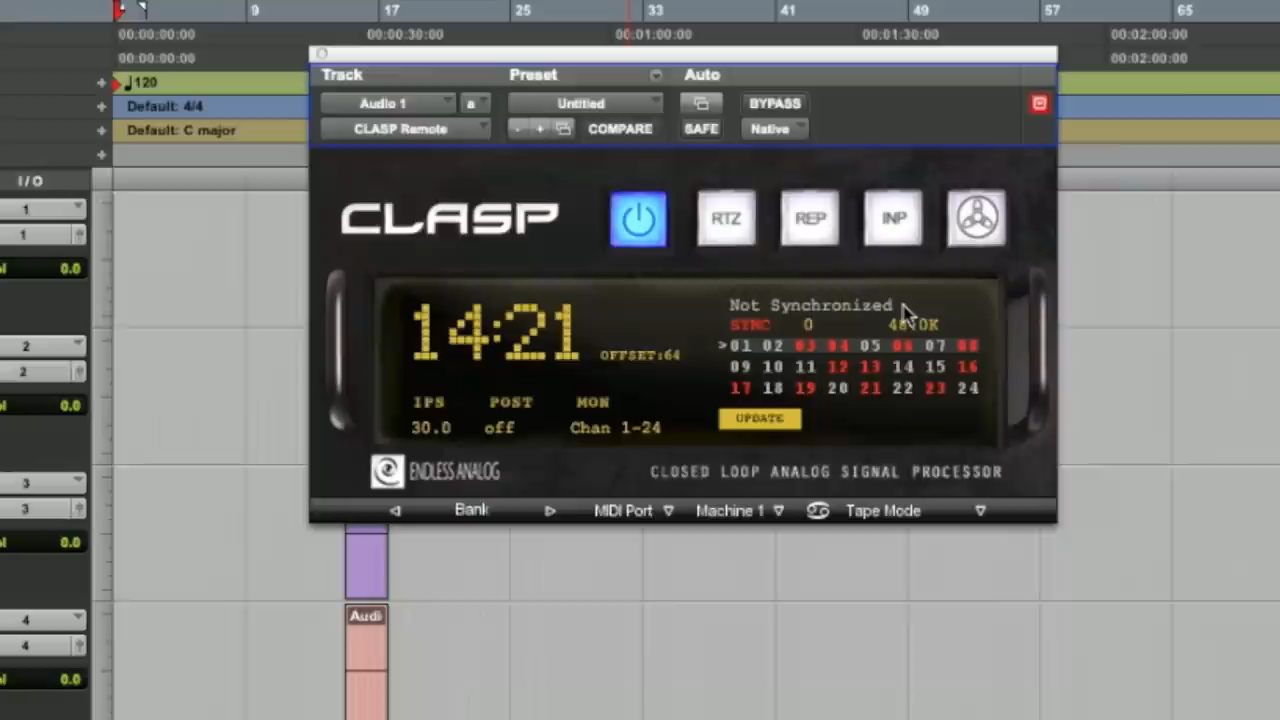 9 17 25 33 41 49 57 65
00:00:00:00 00:00:30:00 00:01:00:00 00:01:30:00 00:02:00:00
00:00:00:00 00:02:00:00
120
Default: 4/4
Default: C major
I/O
1
1
0.0
2
2
0.0
3
3
0.0
4
4
0.0
Track Preset Auto
Audio 1 a Untitled BYPASS
CLASP Remote - + COMPARE SAFE Native
CLASP RTZ REP INP
14:21 OFFSET:64
IPS POST MON
30.0 off Chan 1-24
Not Synchronized
SYNC 0
>01 02 03 04 05 06 07 08
09 10 11 12 13 14 15 16
17 18 19 20 21 22 23 24
UPDATE
ENDLESS ANALOG CLOSED LOOP ANALOG SIGNAL PROCESSOR
Bank MIDI Port Machine 1 Tape Mode
Audi